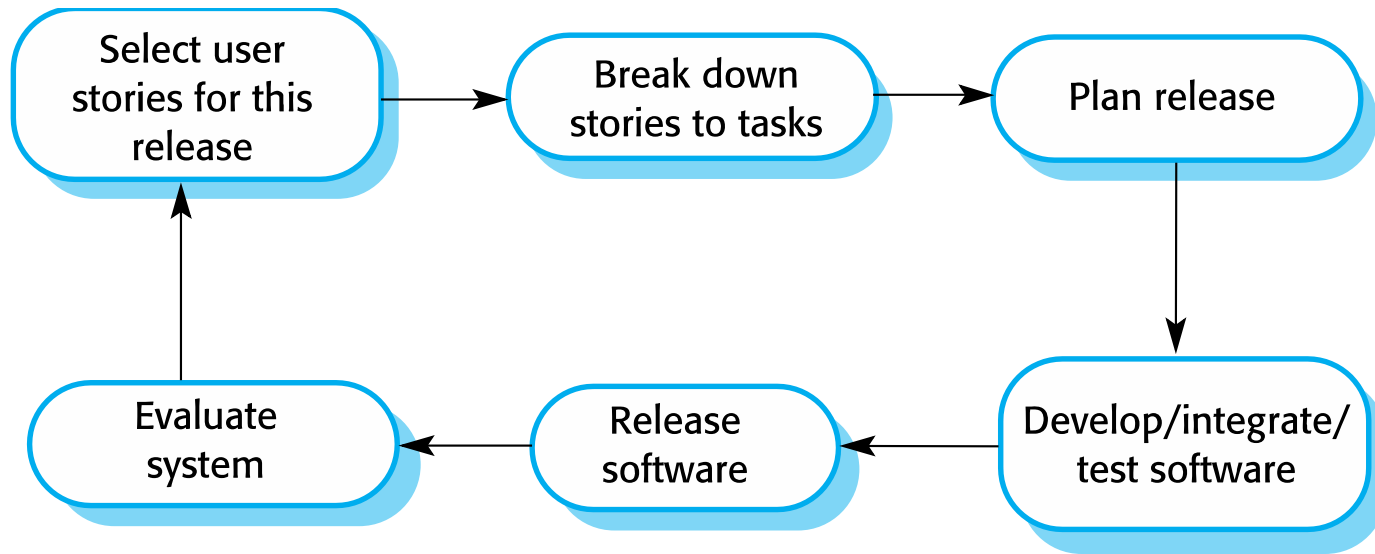 Select user
stories for this
release
Break down
stories to tasks
Plan release
Develop/integrate/
test software
Release
software
Evaluate
system